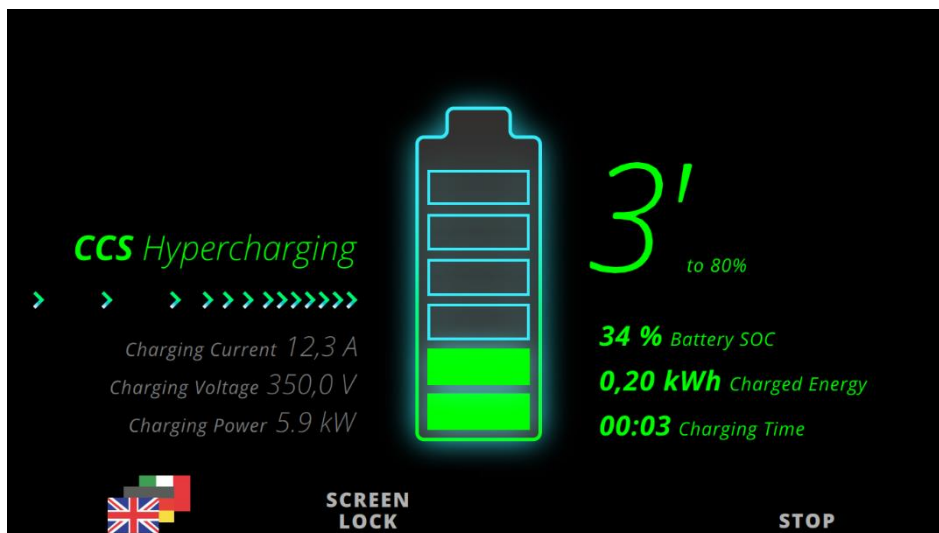 CCS Hypercharging
Charging Current 12,3 A
Charging Voltage 350,0 V
Charging Power 5.9 kW
3'
to 80%
34 % Battery SOC
0,20 kWh Charged Energy
00:03 Charging Time
SCREEN
LOCK
STOP